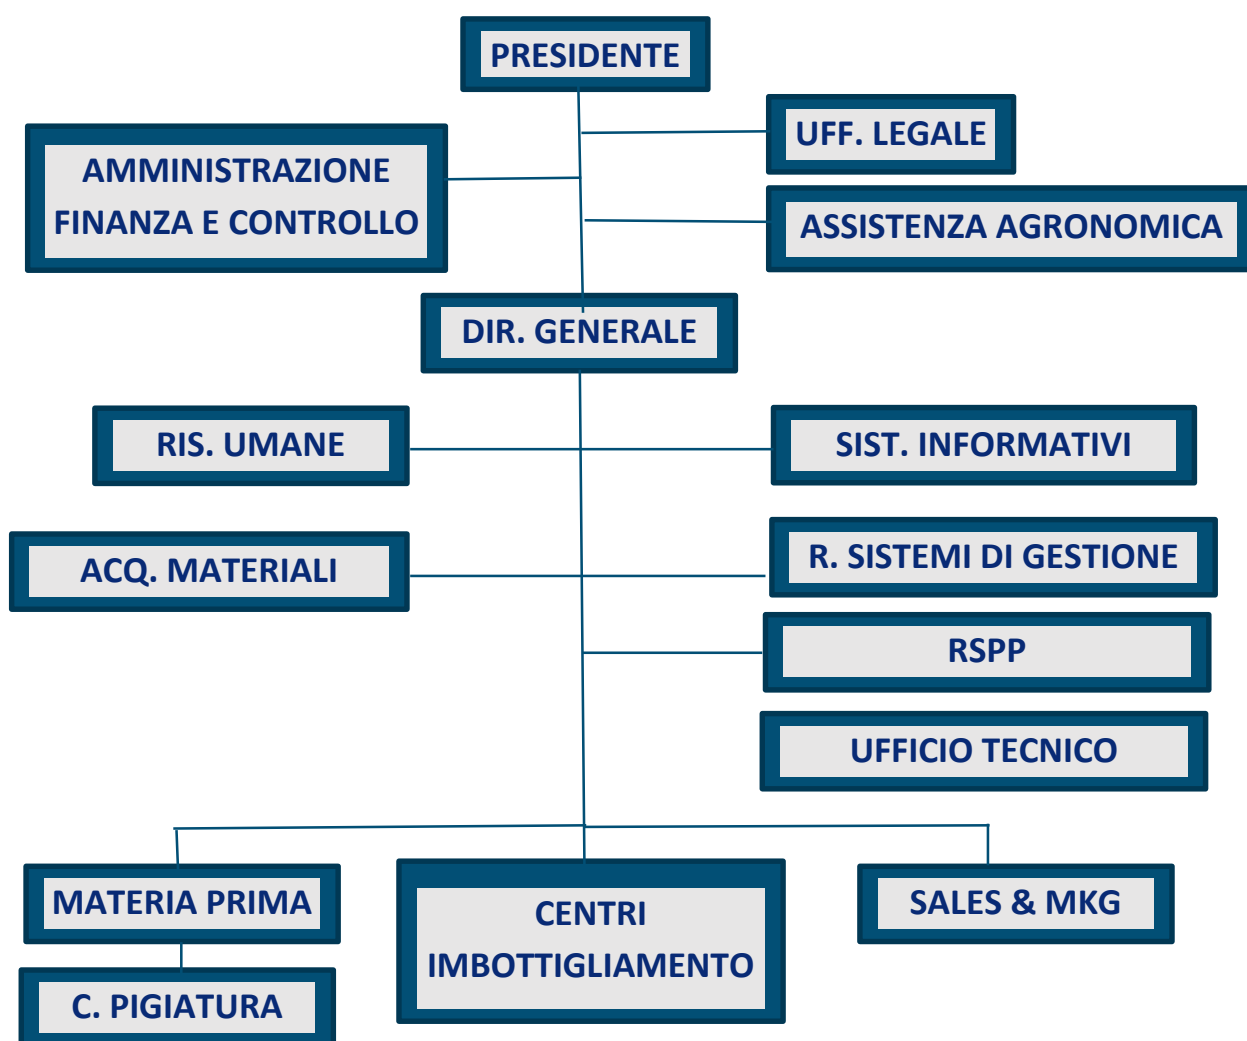 PRESIDENTE
UFF. LEGALE
AMMINISTRAZIONE
FINANZA E CONTROLLO
ASSISTENZA AGRONOMICA
DIR. GENERALE
RIS. UMANE
SIST. INFORMATIVI
ACQ. MATERIALI
R. SISTEMI DI GESTIONE
RSPP
UFFICIO TECNICO
MATERIA PRIMA
CENTRI
IMBOTTIGLIAMENTO
SALES & MKG
C. PIGIATURA